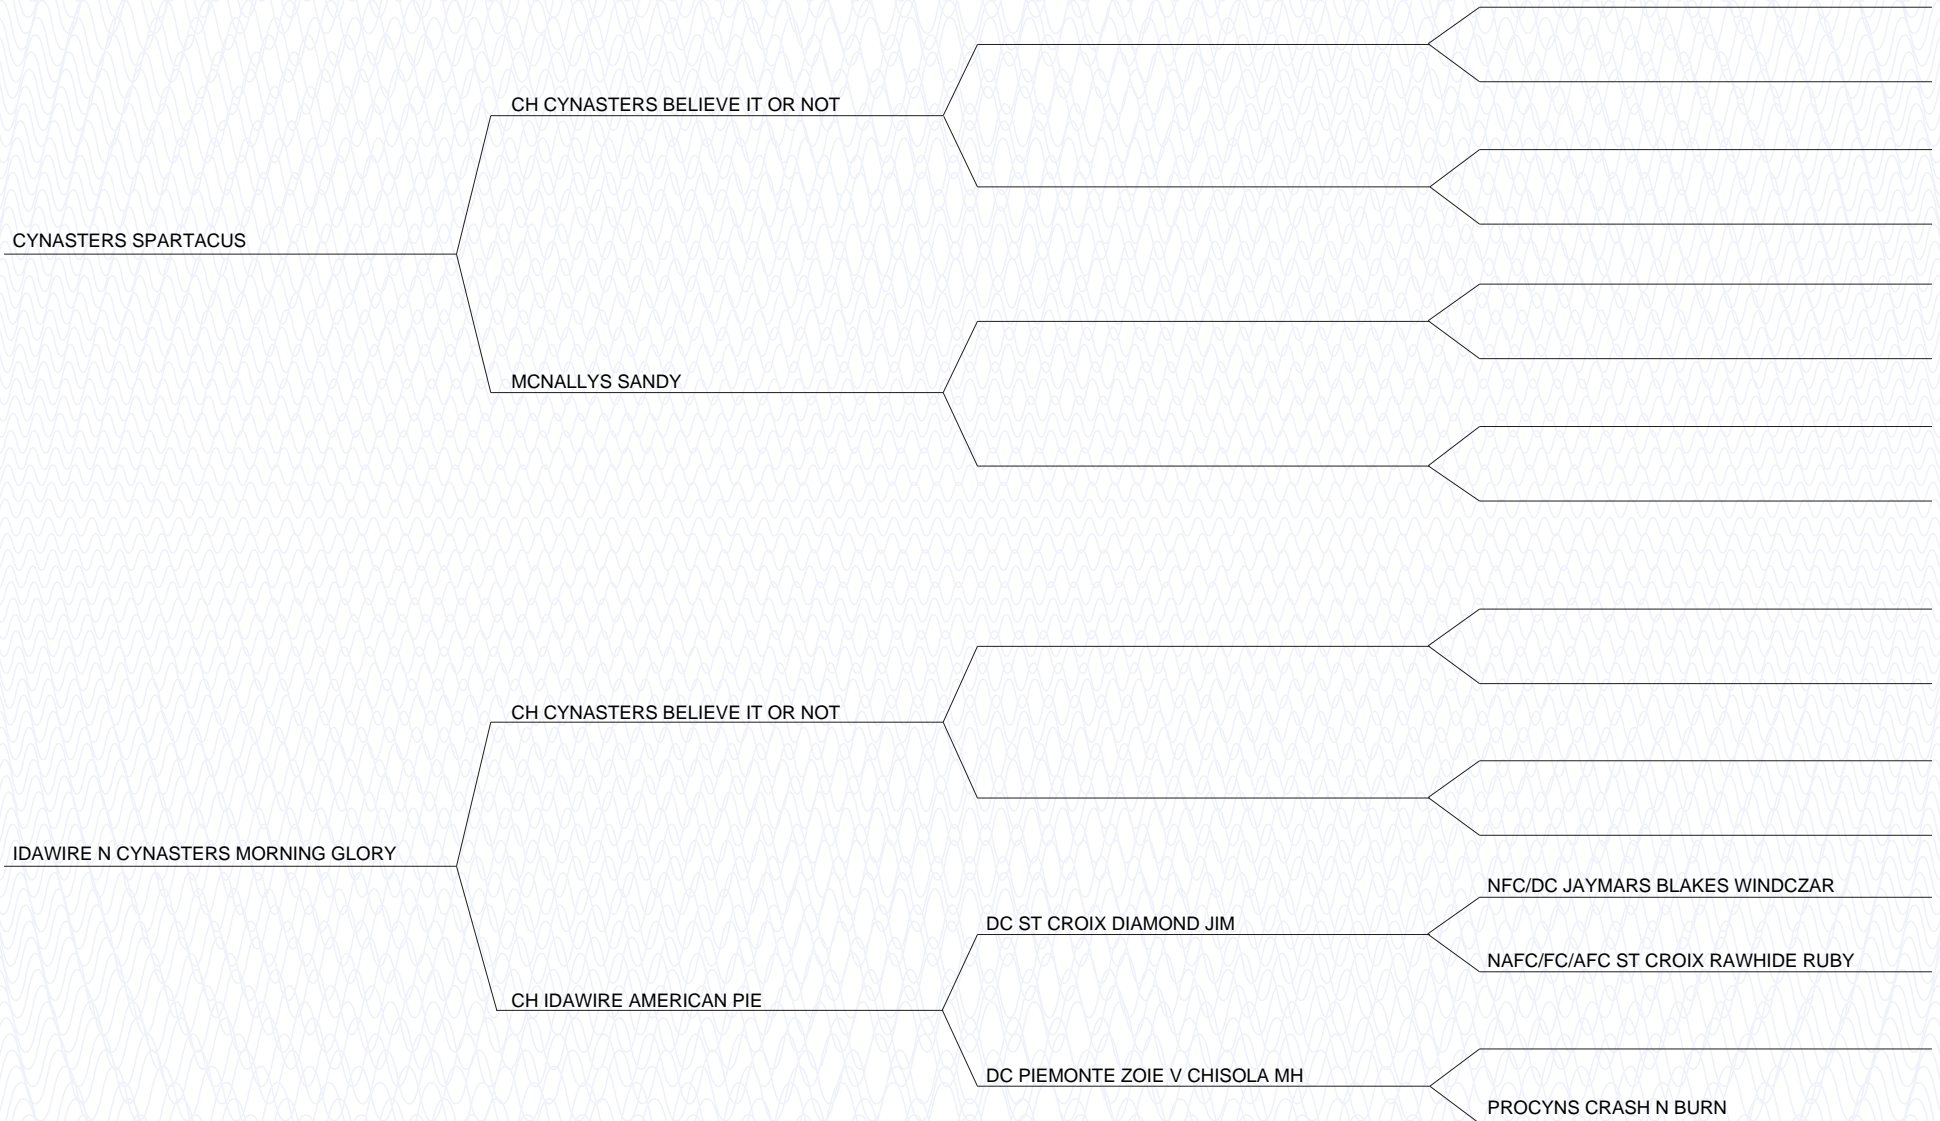 CH CYNASTERS BELIEVE IT OR NOT
CYNASTERS SPARTACUS
MCNALLYS SANDY
CH CYNASTERS BELIEVE IT OR NOT
IDAWIRE N CYNASTERS MORNING GLORY
NFC/DC JAYMARS BLAKES WINDCZAR
DC ST CROIX DIAMOND JIM
NAFC/FC/AFC ST CROIX RAWHIDE RUBY
CH IDAWIRE AMERICAN PIE
DC PIEMONTE ZOIE V CHISOLA MH
PROCYNS CRASH N BURN